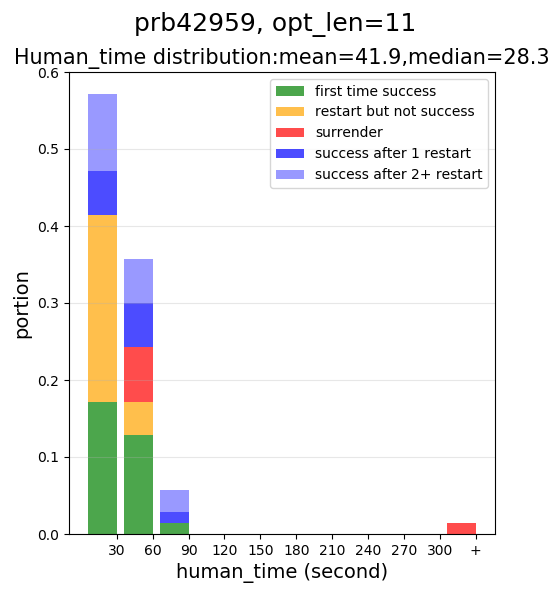 prb42959, opt_len=11
Human_time distribution:mean=41.9,median=28.3
first time success
restart but not success
surrender
success after 1 restart
success after 2+ restart
0.6
0.5
0.4
0.3
0.2
0.1
0.0
portion
30 60 90 120 150 180 210 240 270 300 +
human_time (second)